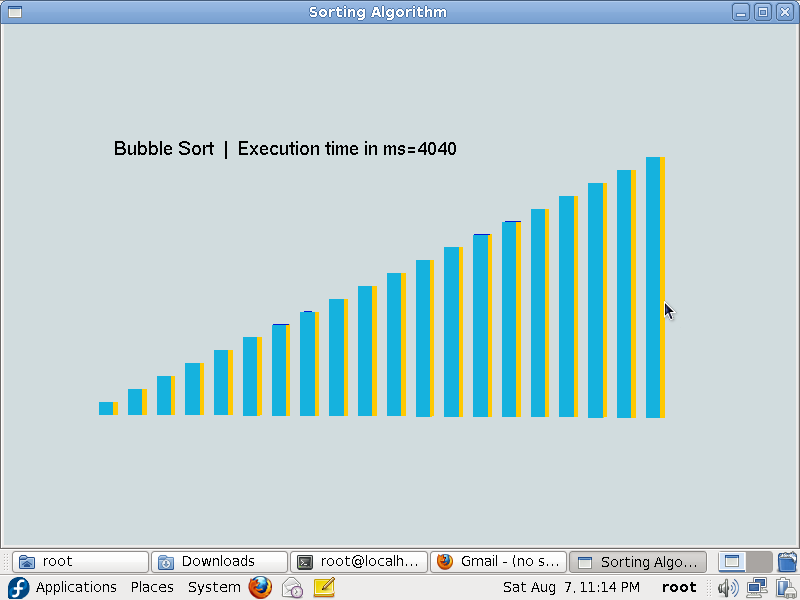 Sorting Algorithm
Bubble Sort | Execution time in ms=4040
root
Downloads
root@localh...
Gmail - (no s...
Sorting Algo...
Applications Places System
Sat Aug 7, 11:14 PM root